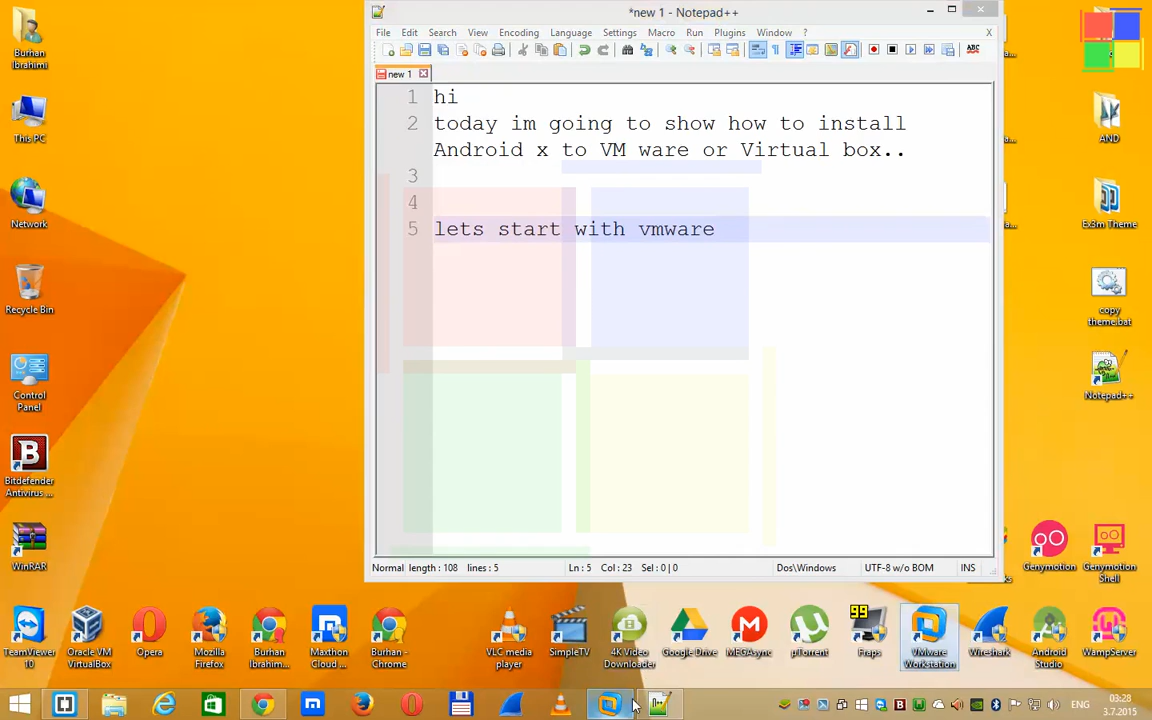 *new 1 - Notepad++
File Edit Search View Encoding Language Settings Macro Run Plugins Window ? X
new 1
1 hi
2 today im going to show how to install
Android x to VM ware or Virtual box..
3
4
5 lets start with vmware
Normal length : 108 lines : 5 Ln : 5 Col : 23 Sel : 0 | 0 Dos\Windows UTF-8 w/o BOM INS
Burhan
Ibrahimi
This PC
Network
Recycle Bin
Control
Panel
Bitdefender
Antivirus ...
WinRAR
AND
Ex3m Theme
copy
theme.bat
Notepad++
Genymotion
Genymotion
Shell
TeamViewer
10
Oracle VM
VirtualBox
Opera
Mozilla
Firefox
Burhan
Ibrahim...
Maxthon
Cloud ...
Burhan -
Chrome
VLC media
player
SimpleTV
4K Video
Downloader
Google Drive
MEGAsync
µTorrent
99
Fraps
VMware
Workstation
Wireshark
Android
Studio
WampServer
ENG
03:28
3.7.2015